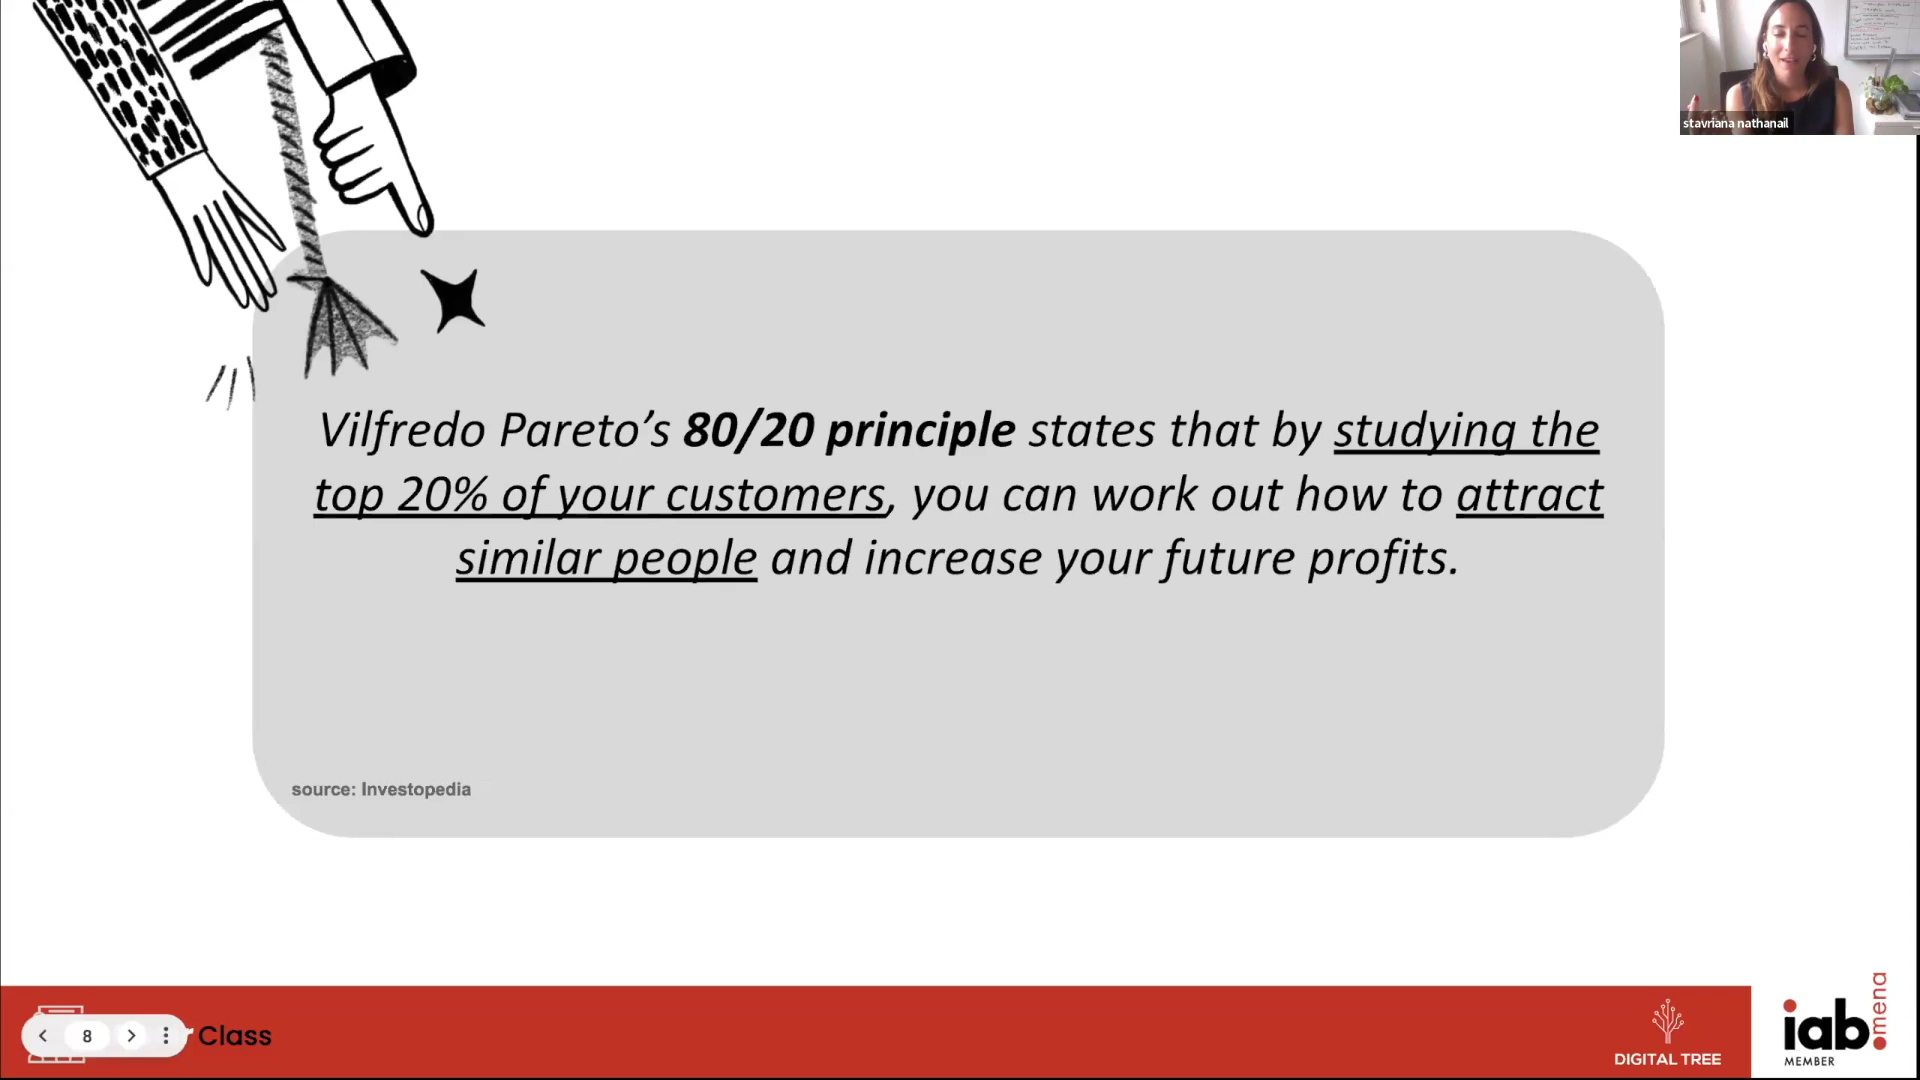 stavriana nathanail
Vilfredo Pareto’s 80/20 principle states that by studying the
top 20% of your customers, you can work out how to attract
similar people and increase your future profits.
source: Investopedia
8
Class
DIGITAL TREE
iab mena
MEMBER